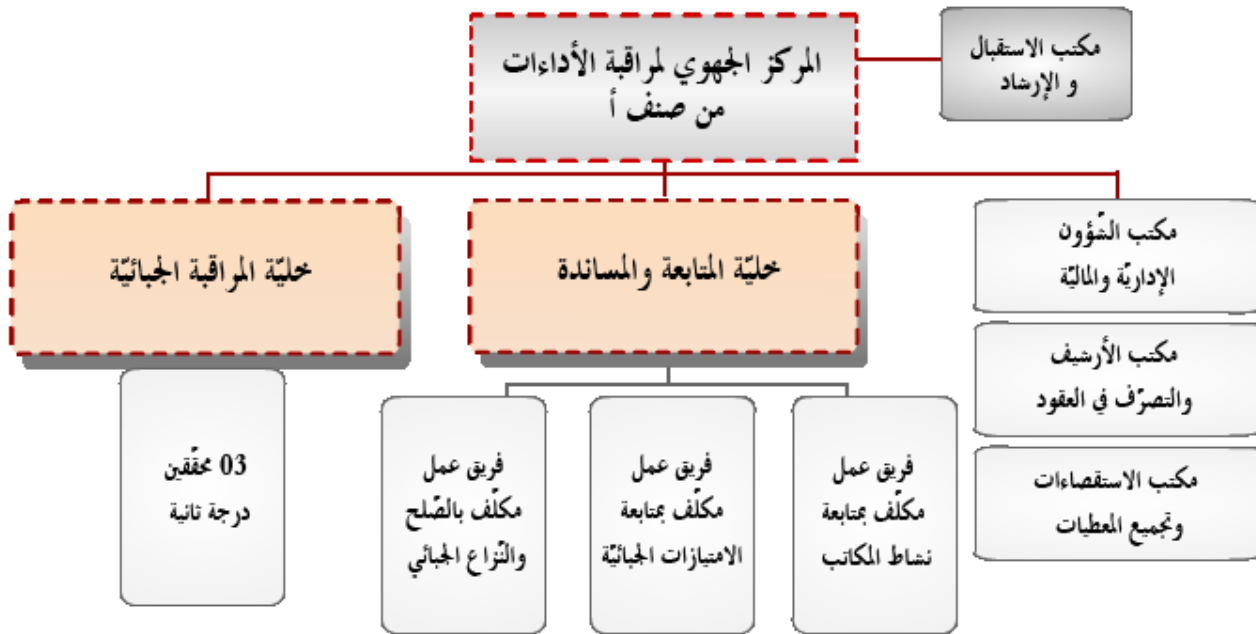 المركز الجهوي لمراقبة الأداءات
من صنف أ
مكتب الاستقبال
و الإرشاد
مكتب الشّؤون
الإداريّة والماليّة
مكتب الأرشيف
والتصرّف في العقود
مكتب الاستقصاءات
وتجميع المعطيات
خليّة المتابعة والمساندة
فريق عمل
مكلّف بمتابعة
نشاط المكاتب
فريق عمل
مكلّف بمتابعة
الامتيازات الجبائيّة
فريق عمل
مكلّف بالصّلح
والنّزاع الجبائي
خليّة المراقبة الجبائيّة
03 محقّقين
درجة ثانية